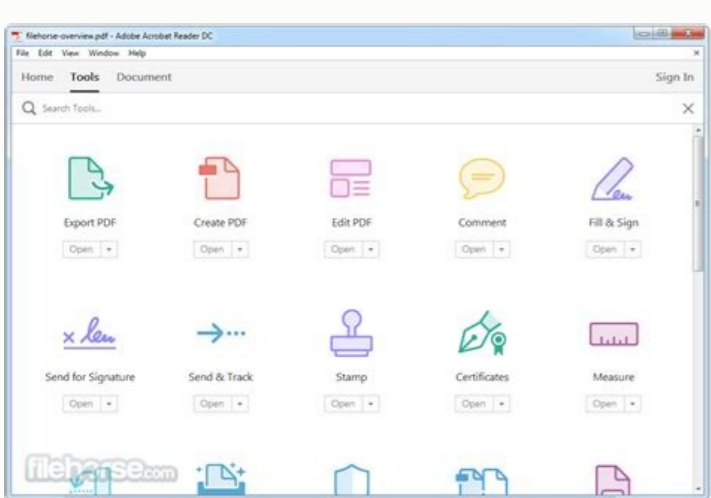 filehorse-overview.pdf - Adobe Acrobat Reader DC
File Edit View Window Help
Home Tools Document Sign In
Search Tools...
Export PDF Create PDF Edit PDF Comment Fill & Sign
Open Open Open Open Open
Send for Signature Send & Track Stamp Certificates Measure
Open Open Open Open Open
filehorse.com